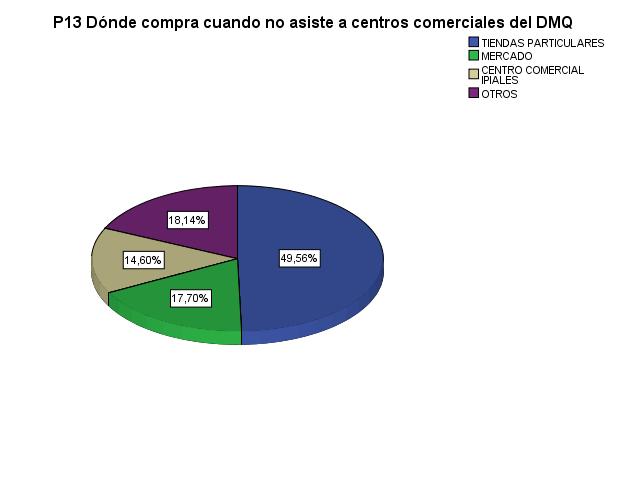 P13 Dónde compra cuando no asiste a centros comerciales del DMQ
TIENDAS PARTICULARES
MERCADO
CENTRO COMERCIAL
IPIALES
OTROS
18,14%
49,56%
14,60%
17,70%